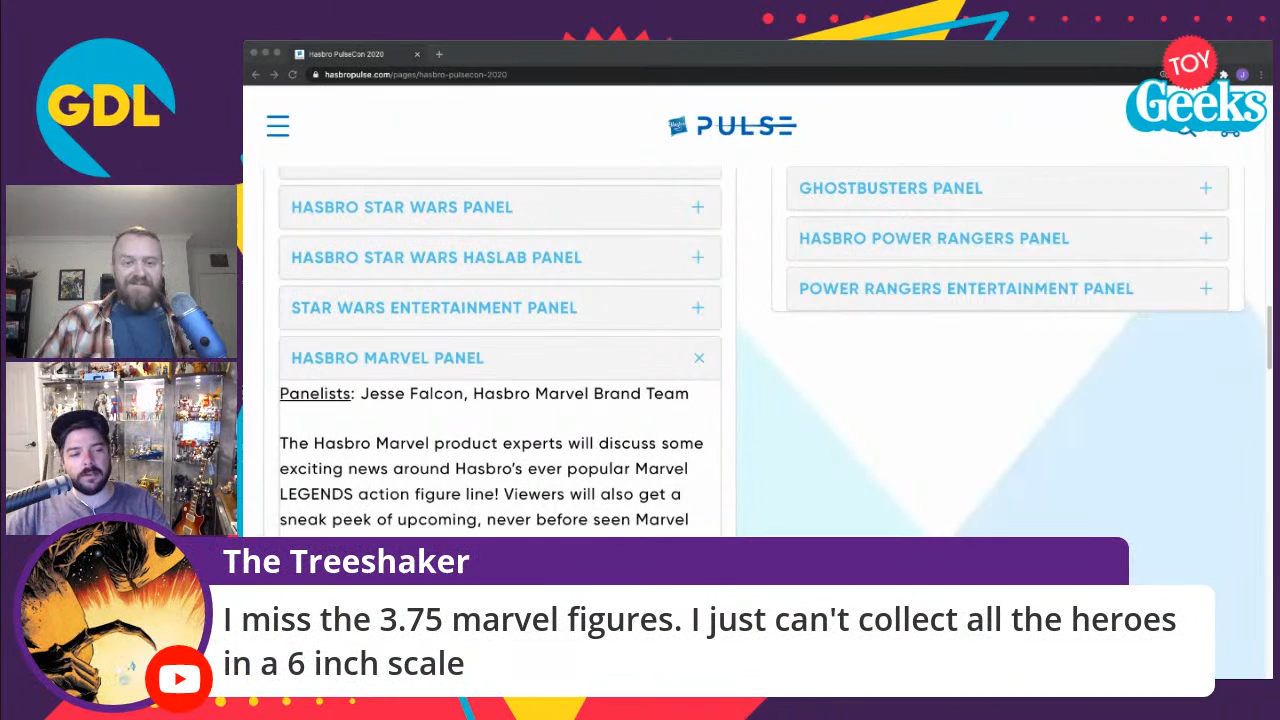 GDL
Hasbro PulseCon 2020
hasbropulse.com/pages/hasbro-pulsecon-2020
TOY
Geeks
Hasbro
PULSE
HASBRO STAR WARS PANEL
HASBRO STAR WARS HASLAB PANEL
STAR WARS ENTERTAINMENT PANEL
HASBRO MARVEL PANEL
Panelists: Jesse Falcon, Hasbro Marvel Brand Team
The Hasbro Marvel product experts will discuss some
exciting news around Hasbro's ever popular Marvel
LEGENDS action figure line! Viewers will also get a
sneak peek of upcoming, never before seen Marvel
GHOSTBUSTERS PANEL
HASBRO POWER RANGERS PANEL
POWER RANGERS ENTERTAINMENT PANEL
The Treeshaker
I miss the 3.75 marvel figures. I just can't collect all the heroes
in a 6 inch scale